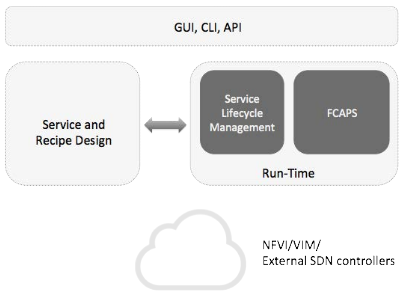 GUI, CLI, API
Service and
Recipe Design
Service
Lifecycle
Management
FCAPS
Run-Time
NFVI/VIM/
External SDN controllers